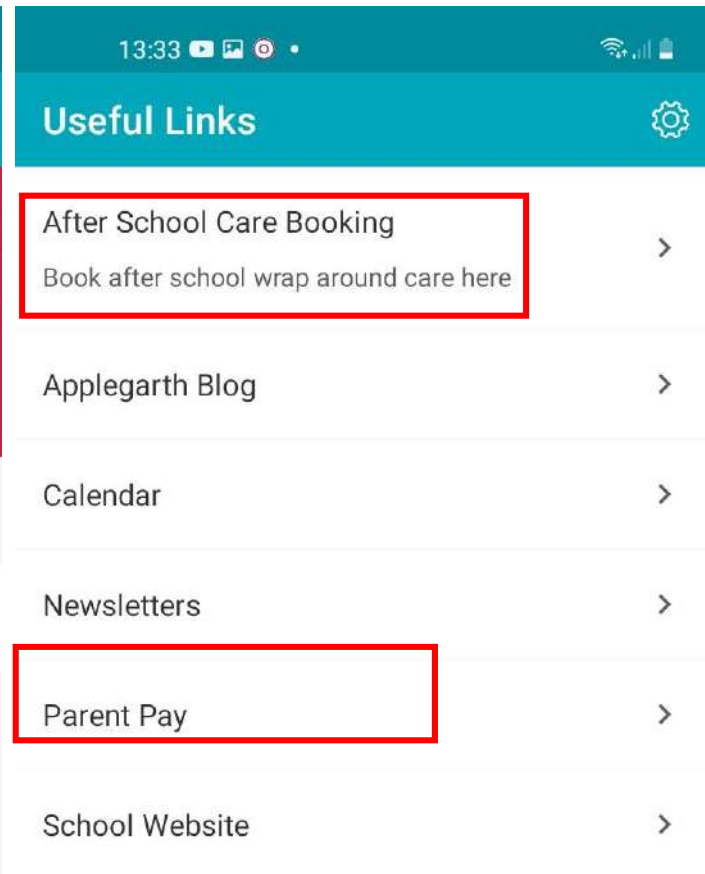 13:33
Useful Links
After School Care Booking
Book after school wrap around care here
Applegarth Blog
Calendar
Newsletters
Parent Pay
School Website